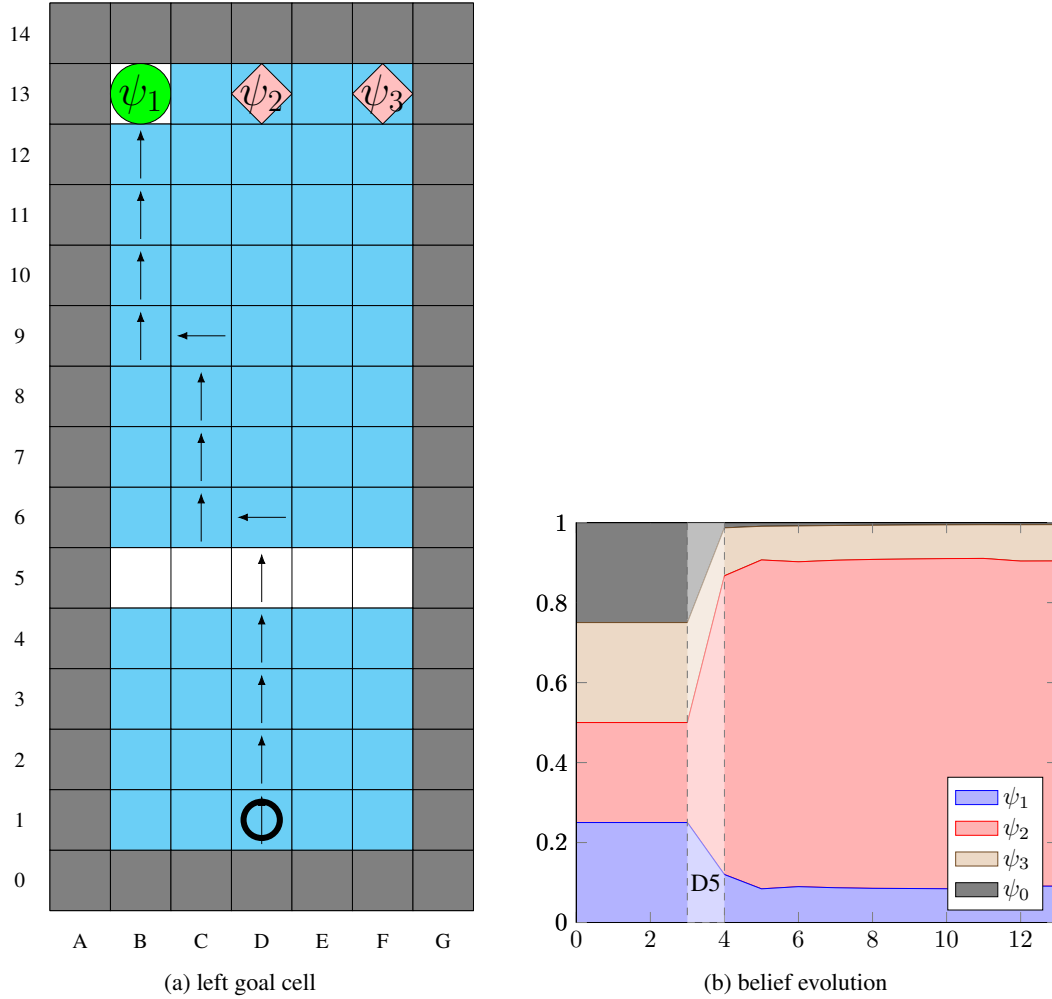 14
13
12
11
10
9
8
7
6
5
4
3
2
1
0
ψ1 ψ2 ψ3
A B C D E F G
(a) left goal cell
1
0.8
0.6
0.4
0.2
0
D5
ψ1
ψ2
ψ3
ψ0
0 2 4 6 8 10 12
(b) belief evolution